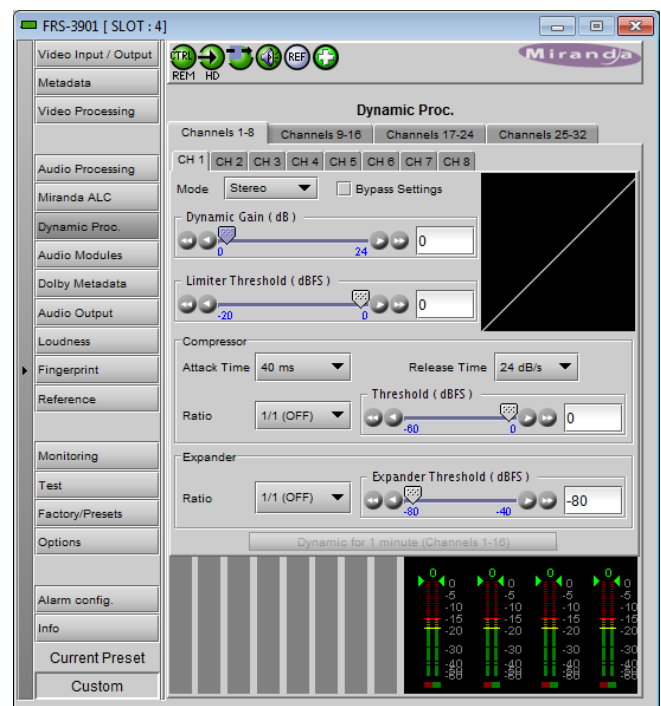 FRS-3901 [ SLOT : 4]
Video Input / Output
Metadata
Video Processing
Audio Processing
Miranda ALC
Dynamic Proc.
Audio Modules
Dolby Metadata
Audio Output
Loudness
Fingerprint
Reference
Monitoring
Test
Factory/Presets
Options
Alarm config.
Info
Current Preset
Custom
CTRL
REF
REM HD
Miranda
Dynamic Proc.
Channels 1-8 Channels 9-16 Channels 17-24 Channels 25-32
CH 1 CH 2 CH 3 CH 4 CH 5 CH 6 CH 7 CH 8
Mode Stereo Bypass Settings
Dynamic Gain ( dB )
0 24 0
Limiter Threshold ( dBFS )
-20 0 0
Compressor
Attack Time 40 ms Release Time 24 dB/s
Ratio 1/1 (OFF) Threshold ( dBFS )
-60 0 0
Expander
Ratio 1/1 (OFF) Expander Threshold ( dBFS )
-80 -40 -80
Dynamic for 1 minute (Channels 1-16)
0 0 0 0
0 0 0 0
-5 -5 -5 -5
-10 -10 -10 -10
-15 -15 -15 -15
-20 -20 -20 -20
-30 -30 -30 -30
-40 -40 -40 -40